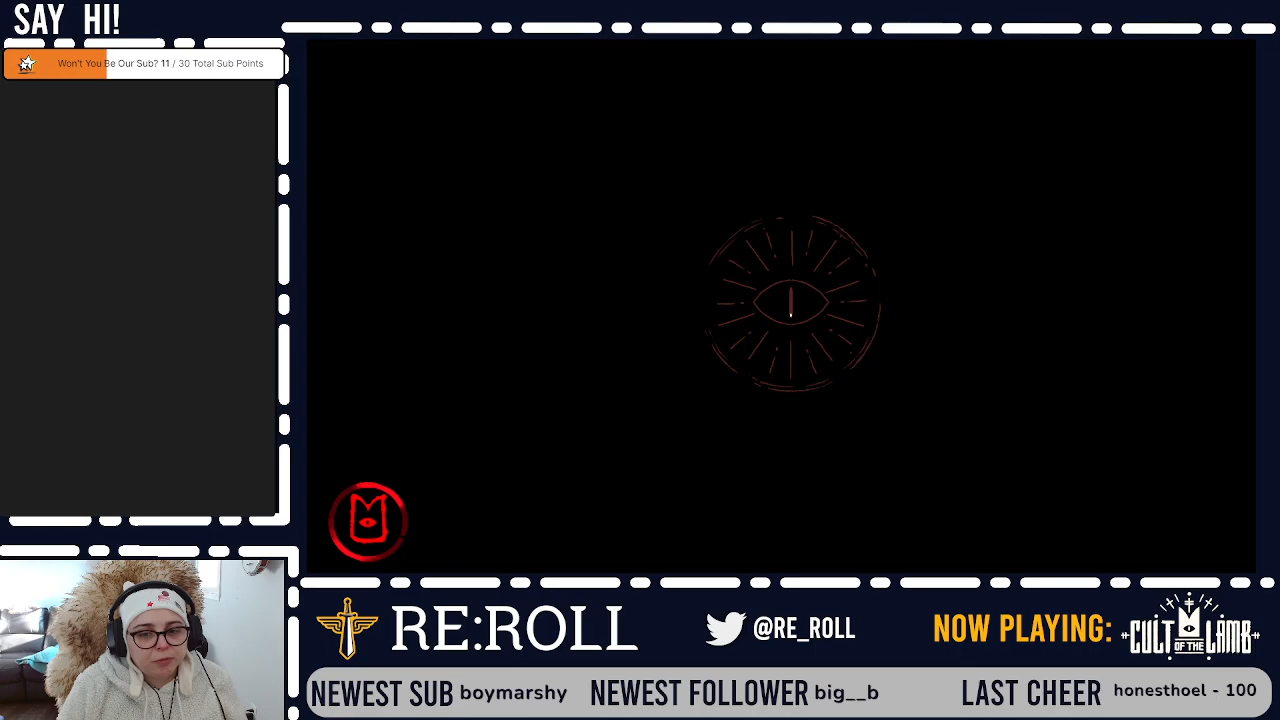 SAY HI!
Won't You Be Our Sub? 11 / 30 Total Sub Points
RE:ROLL
@RE_ROLL
NOW PLAYING:
CULT OF THE LAMB
NEWEST SUB boymarshy
NEWEST FOLLOWER big__b
LAST CHEER honesthoel - 100